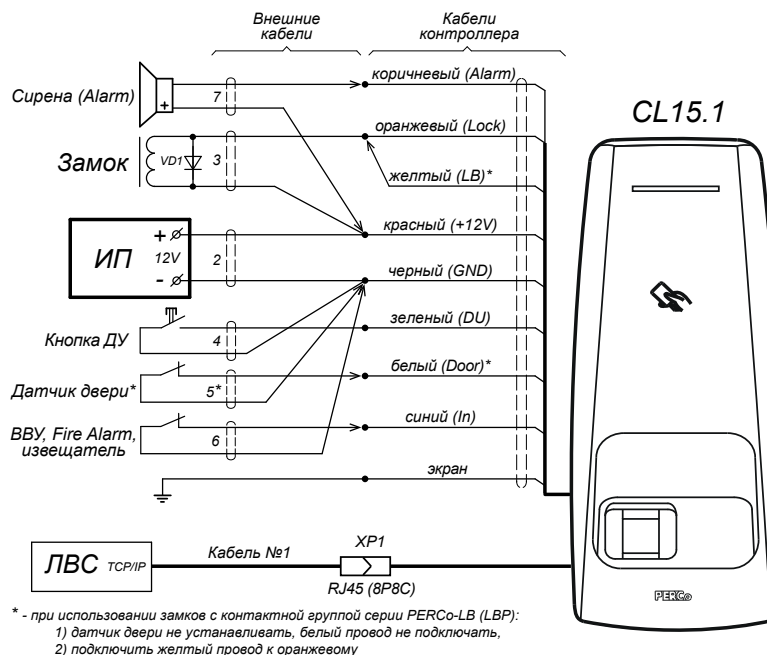 Внешние
кабели
Кабели
контроллера
Сирена (Alarm)
+
7
коричневый (Alarm)
CL15.1
Замок
VD1
3
оранжевый (Lock)
желтый (LB)*
ИП
+
12V
-
2
красный (+12V)
черный (GND)
Кнопка ДУ
4
зеленый (DU)
Датчик двери*
5*
белый (Door)*
ВВУ, Fire Alarm,
извещатель
6
синий (In)
экран
ЛВС TCP/IP
Кабель №1
XP1
RJ45 (8P8C)
PERCo
* - при использовании замков с контактной группой серии PERCo-LB (LBP):
1) датчик двери не устанавливать, белый провод не подключать,
2) подключить желтый провод к оранжевому